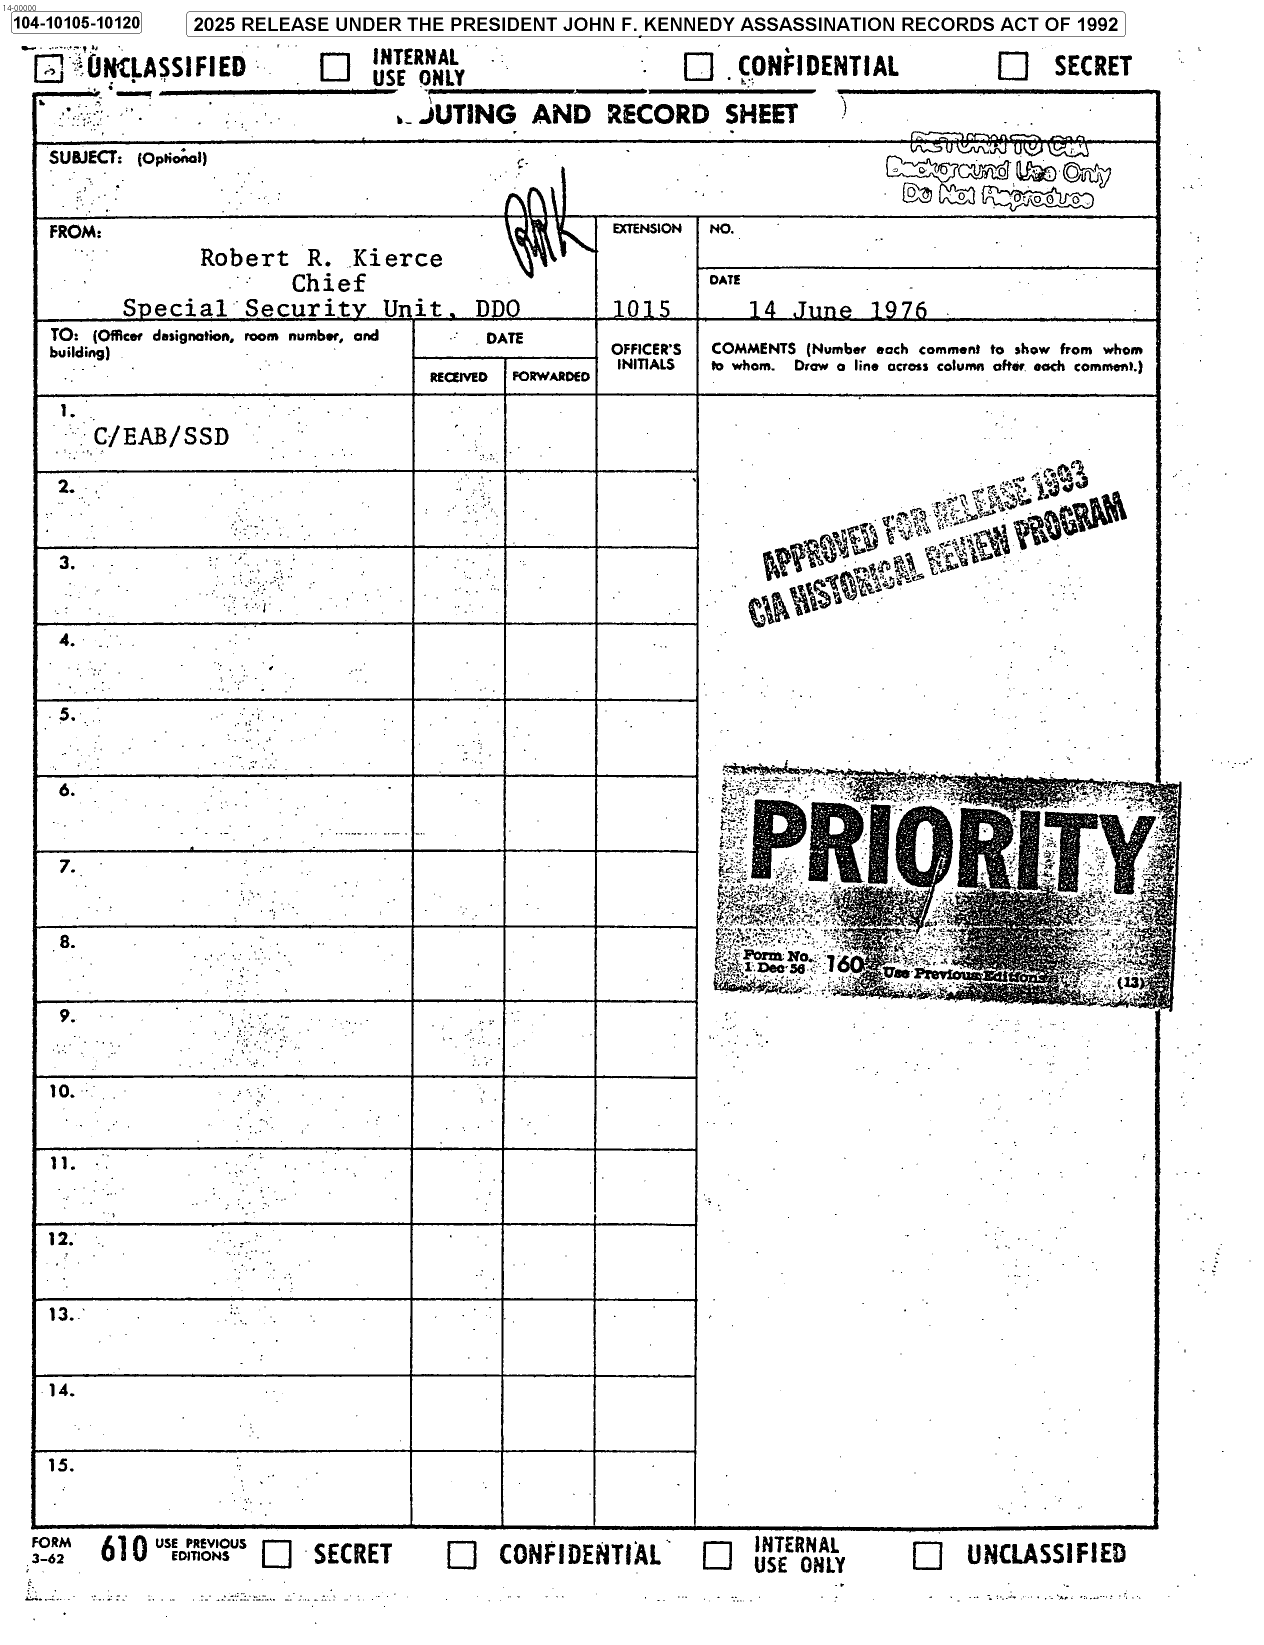 14-00000
104-10105-10120
2025 RELEASE UNDER THE PRESIDENT JOHN F. KENNEDY ASSASSINATION RECORDS ACT OF 1992
UNCLASSIFIED INTERNAL USE ONLY CONFIDENTIAL SECRET
UTING AND RECORD SHEET
SUBJECT: (Optional)
RETURN TO CIA
Background Use Only
Do Not Reproduce
FROM:
Robert R. Kierce
Chief
Special Security Unit, DDO
RRK
EXTENSION
1015
NO.
DATE
14 June 1976
TO: (Officer designation, room number, and
building)
DATE
RECEIVED FORWARDED
OFFICER'S
INITIALS
COMMENTS (Number each comment to show from whom
to whom. Draw a line across column after each comment.)
1.
C/EAB/SSD
2.
3.
4.
5.
6.
7.
8.
9.
10.
11.
12.
13.
14.
15.
APPROVED FOR RELEASE 1993
CIA HISTORICAL REVIEW PROGRAM
PRIORITY
Form No. 160 Use Previous Editions (13)
1 Dec 56
FORM 610 USE PREVIOUS
3-62 EDITIONS
SECRET CONFIDENTIAL INTERNAL USE ONLY UNCLASSIFIED